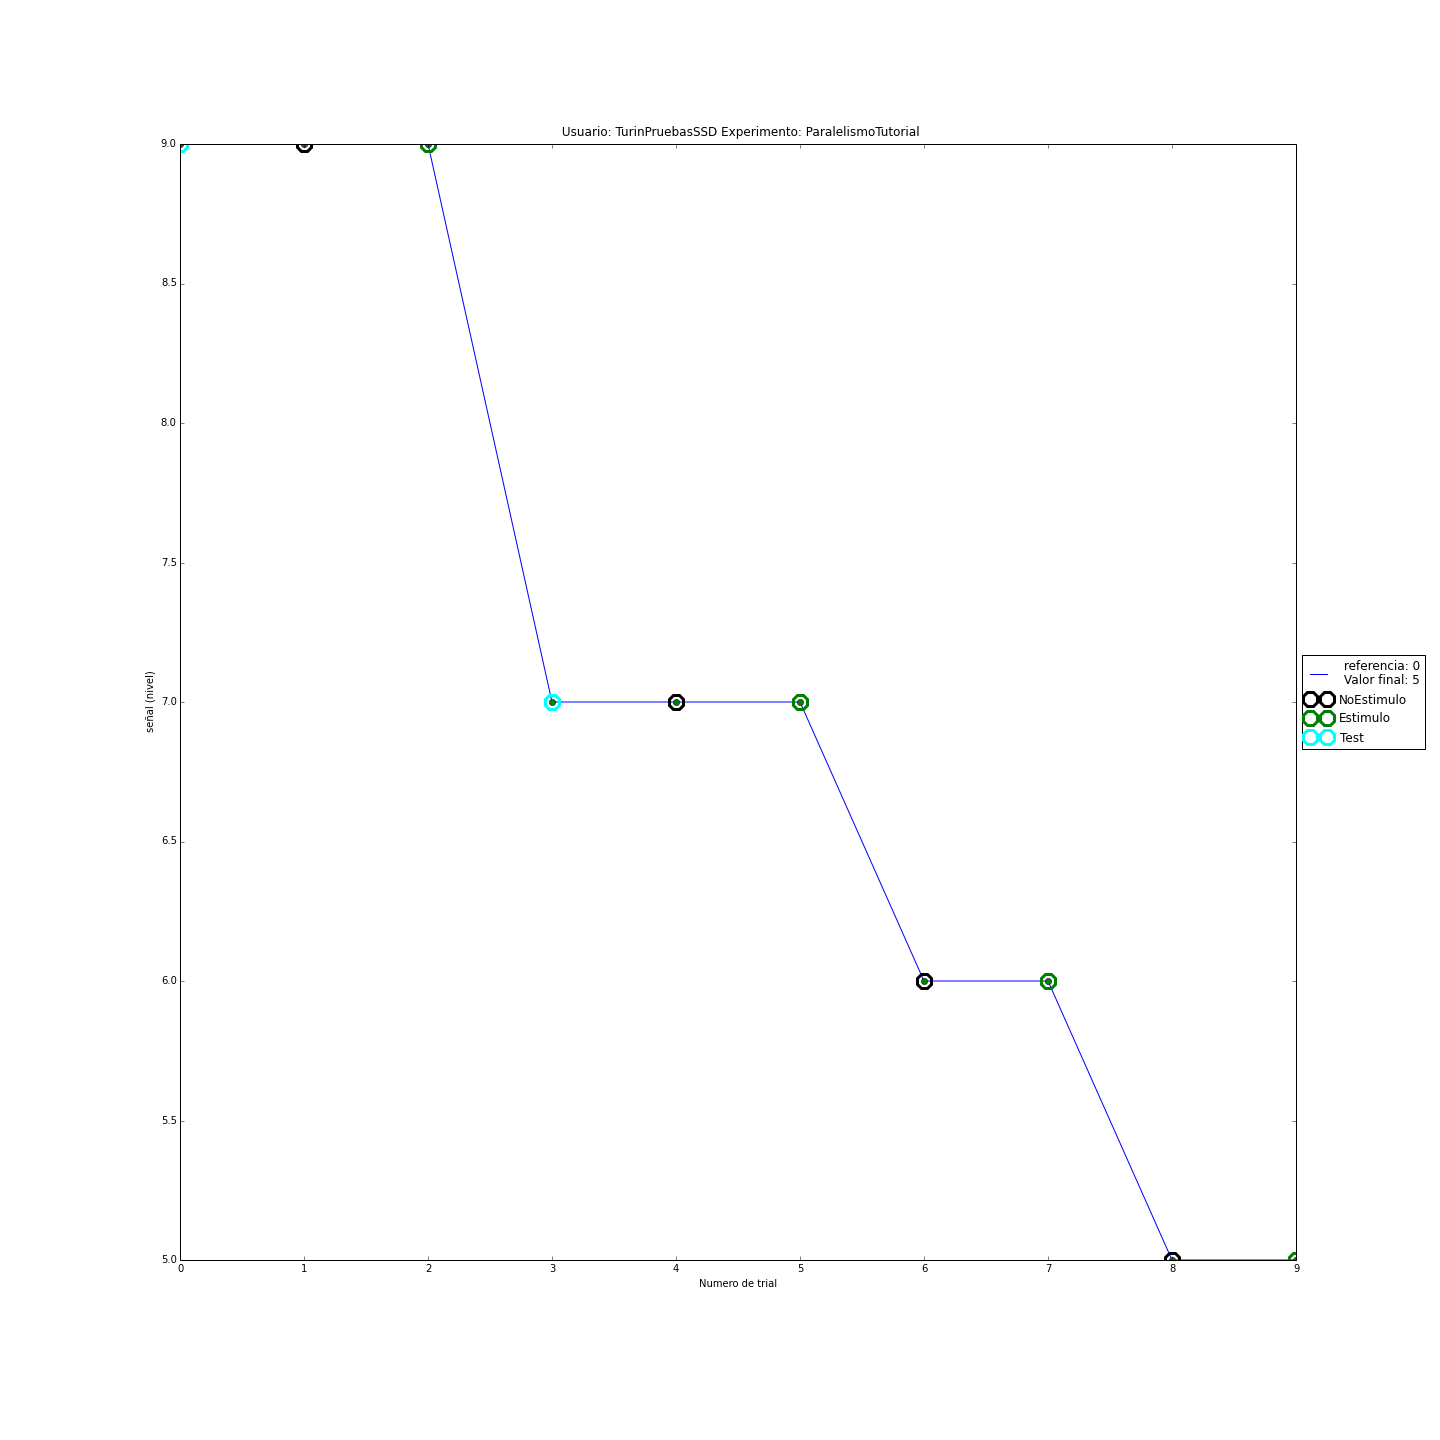 Usuario: TurinPruebasSSD Experimento: ParalelismoTutorial
9.0
8.5
8.0
7.5
7.0
6.5
6.0
5.5
5.0
señal (nivel)
0 1 2 3 4 5 6 7 8 9
Numero de trial
referencia: 0
Valor final: 5
NoEstimulo
Estimulo
Test